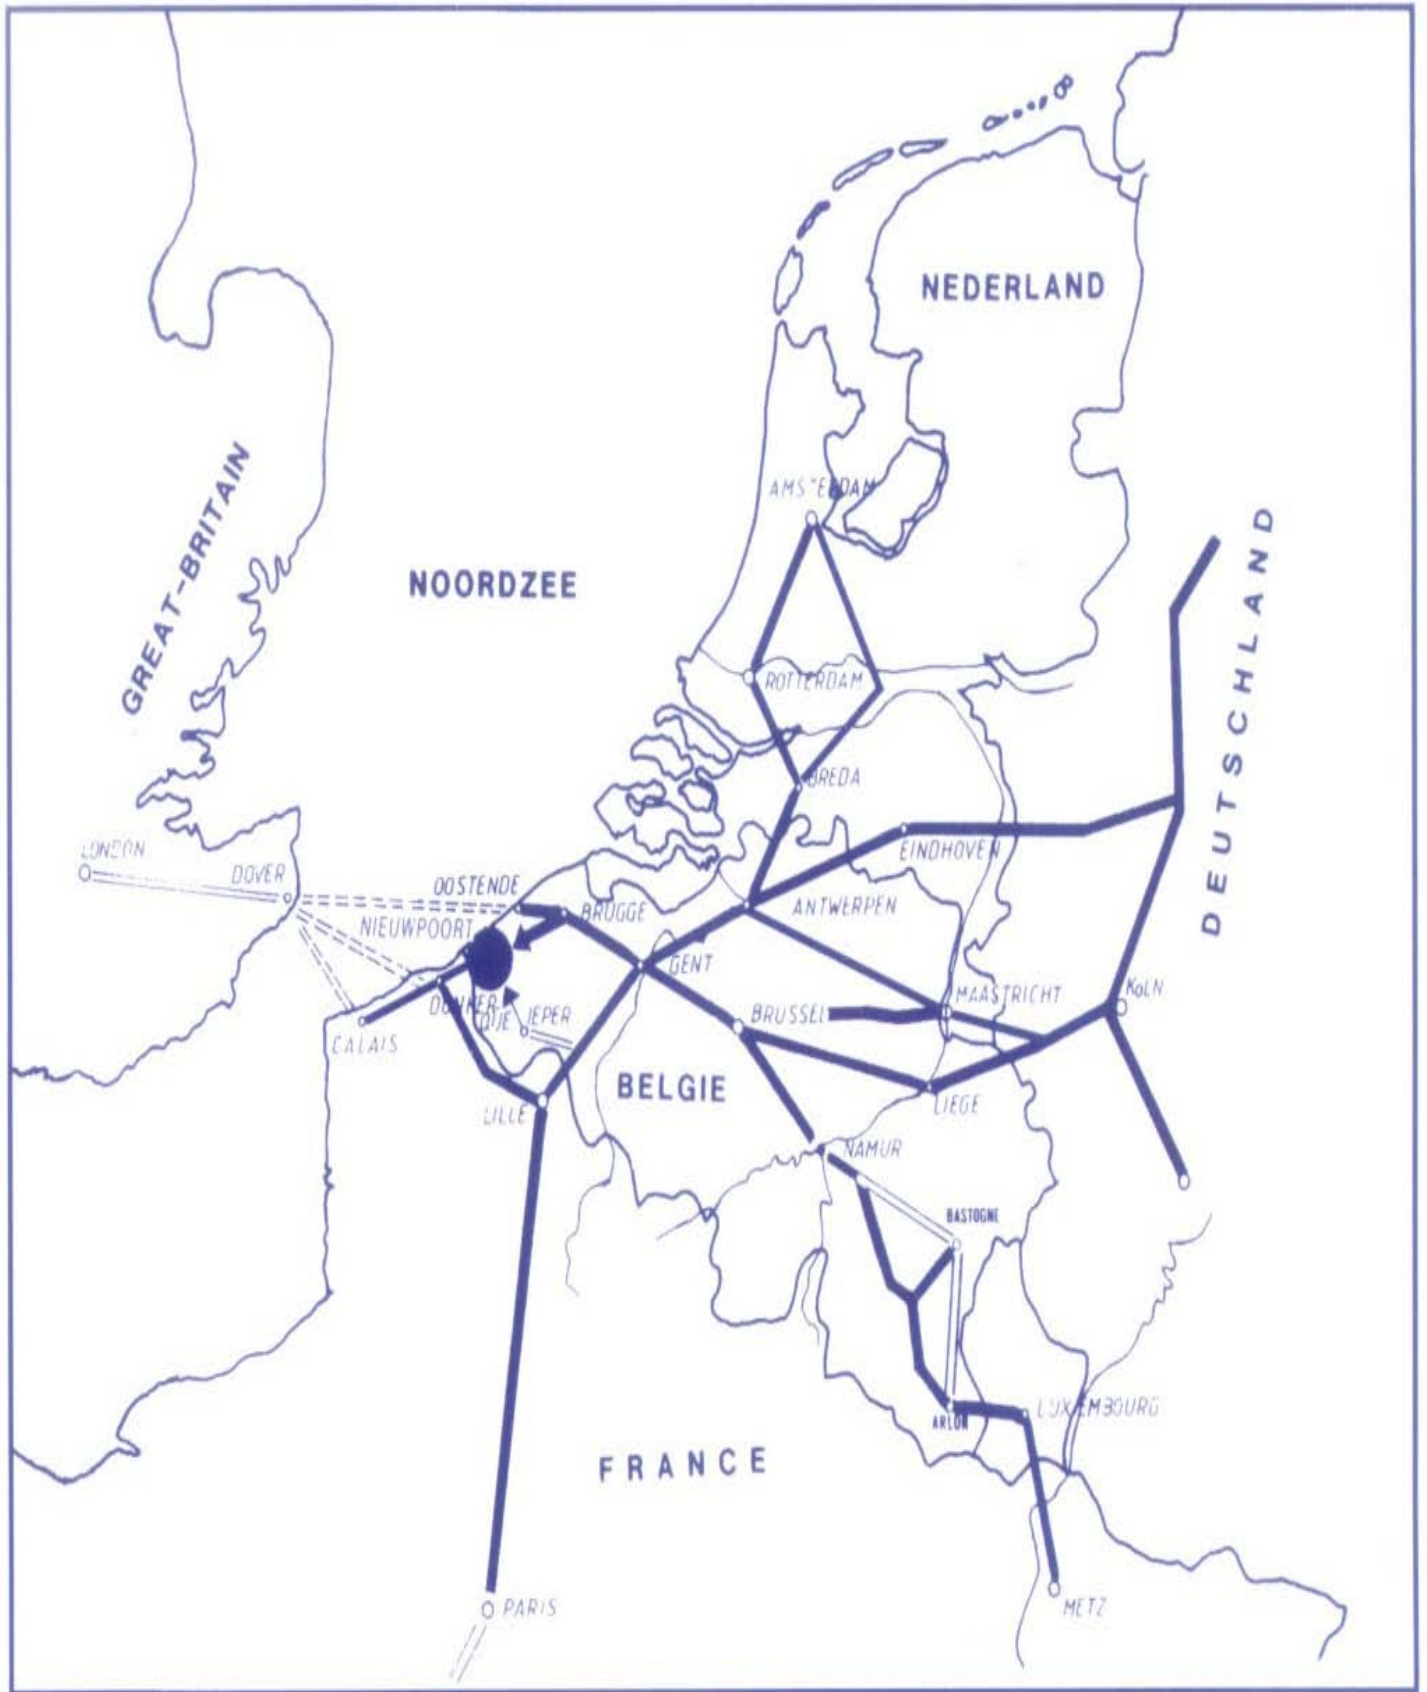 NEDERLAND
GREAT-BRITAIN
NOORDZEE
AMSTERDAM
DEUTSCHLAND
ROTTERDAM
BREDA
EINDHOVEN
LONDON
DOVER
OOSTENDE
BRUGGE
ANTWERPEN
NIEUWPOORT
GENT
MAASTRICHT
KOLN
BRUSSEL
IEPER
CALAIS
BELGIE
LILLE
LIEGE
NAMUR
BASTOGNE
LUXEMBOURG
ARLON
FRANCE
PARIS
METZ